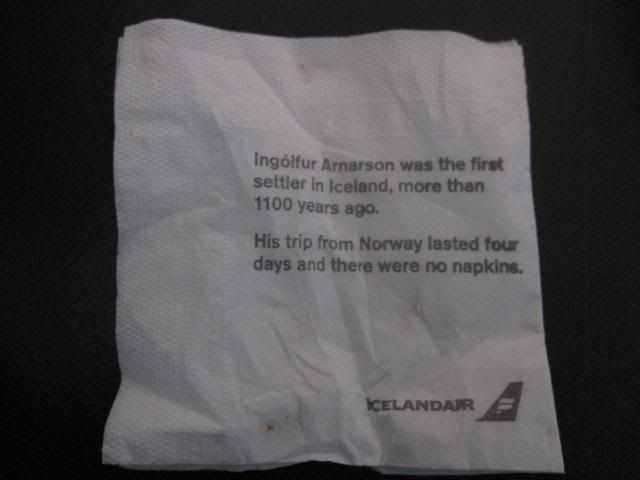 Ingólfur Arnarson was the first
settler in Iceland, more than
1100 years ago.
His trip from Norway lasted four
days and there were no napkins.
ICELANDAIR